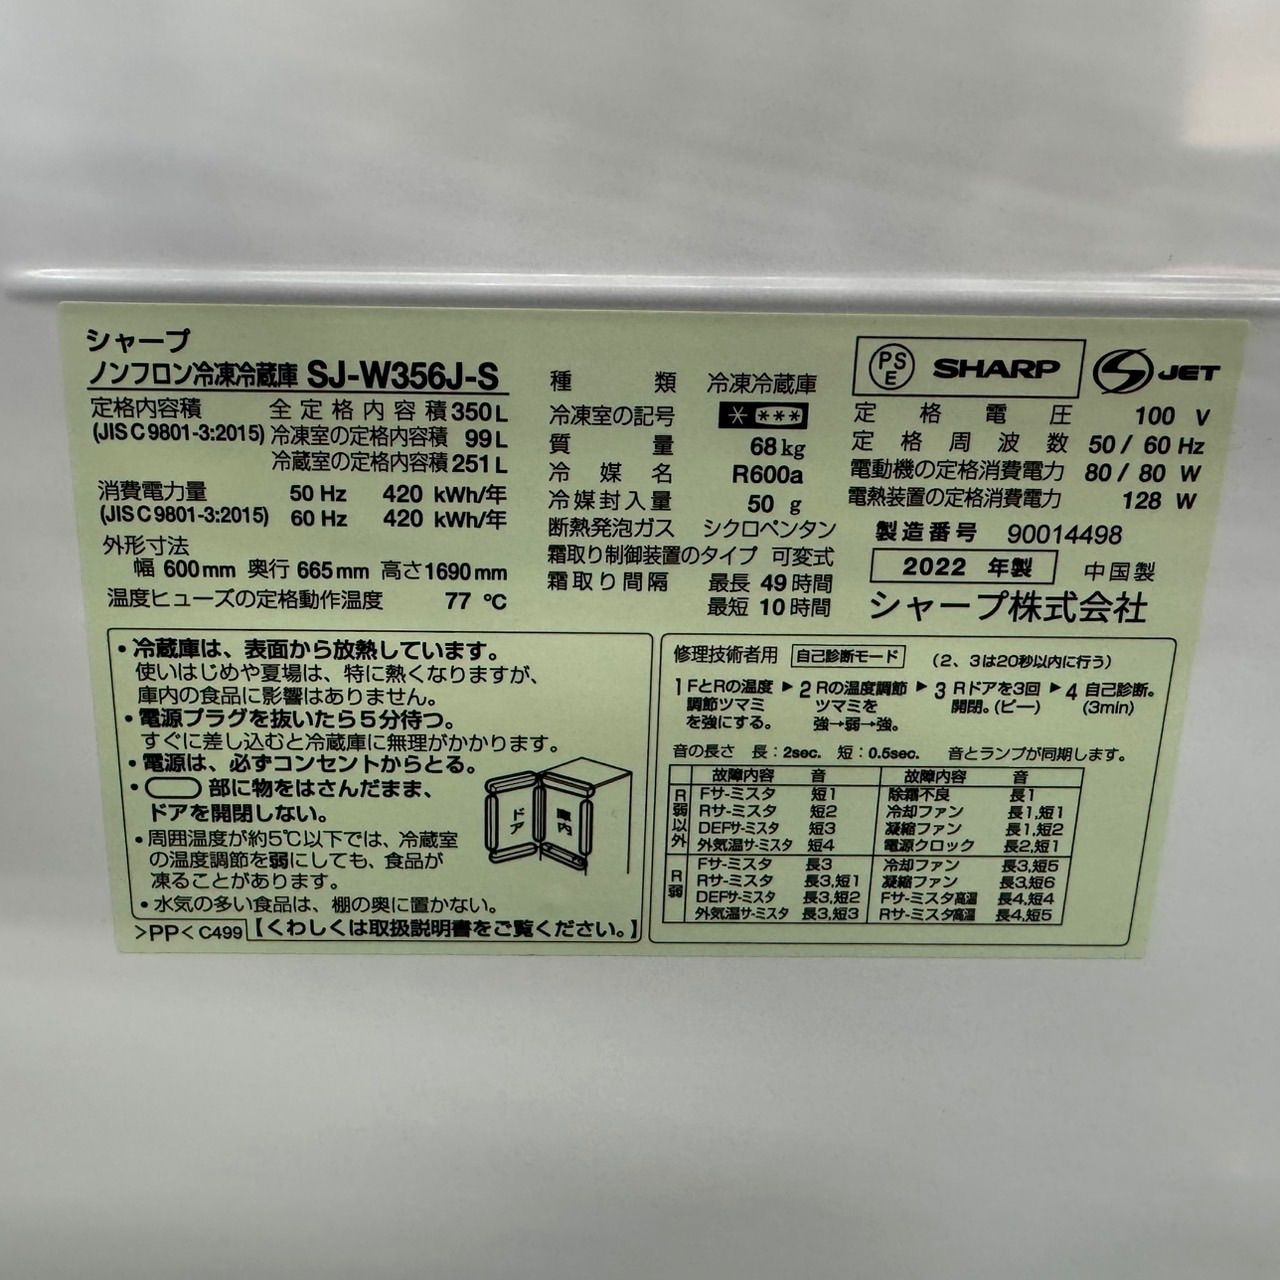 シャープ
ノンフロン冷凍冷蔵庫 SJ-W356J-S
定格内容積 全定格内容積 350L
(JIS C 9801-3:2015) 冷凍室の定格内容積 99L
冷蔵室の定格内容積 251L
消費電力量 50 Hz 420 kWh/年
(JIS C 9801-3:2015) 60 Hz 420 kWh/年
外形寸法
幅 600mm 奥行 665mm 高さ1690mm
温度ヒューズの定格動作温度 77 ℃
種類 冷凍冷蔵庫
冷凍室の記号 * ***
質量 68kg
冷媒名 R600a
冷媒封入量 50 g
断熱発泡ガス シクロペンタン
霜取り制御装置のタイプ 可変式
霜取り間隔 最長 49時間
最短 10時間
PSE SHARP S JET
定格電圧 100 V
定格周波数 50 / 60 Hz
電動機の定格消費電力 80 / 80 W
電熱装置の定格消費電力 128 W
製造番号 90014498
2022 年製 中国製
シャープ株式会社
・冷蔵庫は、表面から放熱しています。
使いはじめや夏場は、特に熱くなりますが、
庫内の食品に影響はありません。
・電源プラグを抜いたら5分待つ。
すぐに差し込むと冷蔵庫に無理がかかります。
・電源は、必ずコンセントからとる。
・部に物をはさんだまま、
ドアを開閉しない。
ドア 庫内
・周囲温度が約5℃以下では、冷蔵室
の温度調節を弱にしても、食品が
凍ることがあります。
・水気の多い食品は、棚の奥に置かない。
>PP< C499 【くわしくは取扱説明書をご覧ください。】
修理技術者用 自己診断モード (2、3は20秒以内に行う)
1 FとRの温度調節ツマミを強にする。 ▶ 2 Rの温度調節ツマミを強→弱→強。 ▶ 3 Rドアを3回開閉。(ピー) ▶ 4 自己診断。(3min)
音の長さ 長：2sec. 短：0.5sec. 音とランプが同期します。
故障内容 音 故障内容 音
R弱以外
Fサーミスタ 短1 除霜不良 長1
Rサーミスタ 短2 冷却ファン 長1,短1
DEFサーミスタ 短3 凝縮ファン 長1,短2
外気温サーミスタ 短4 電源クロック 長2,短1
R弱
Fサーミスタ 長3 冷却ファン 長3,短5
Rサーミスタ 長3,短1 凝縮ファン 長3,短6
DEFサーミスタ 長3,短2 Fサーミスタ高温 長4,短4
外気温サーミスタ 長3,短3 Rサーミスタ高温 長4,短5